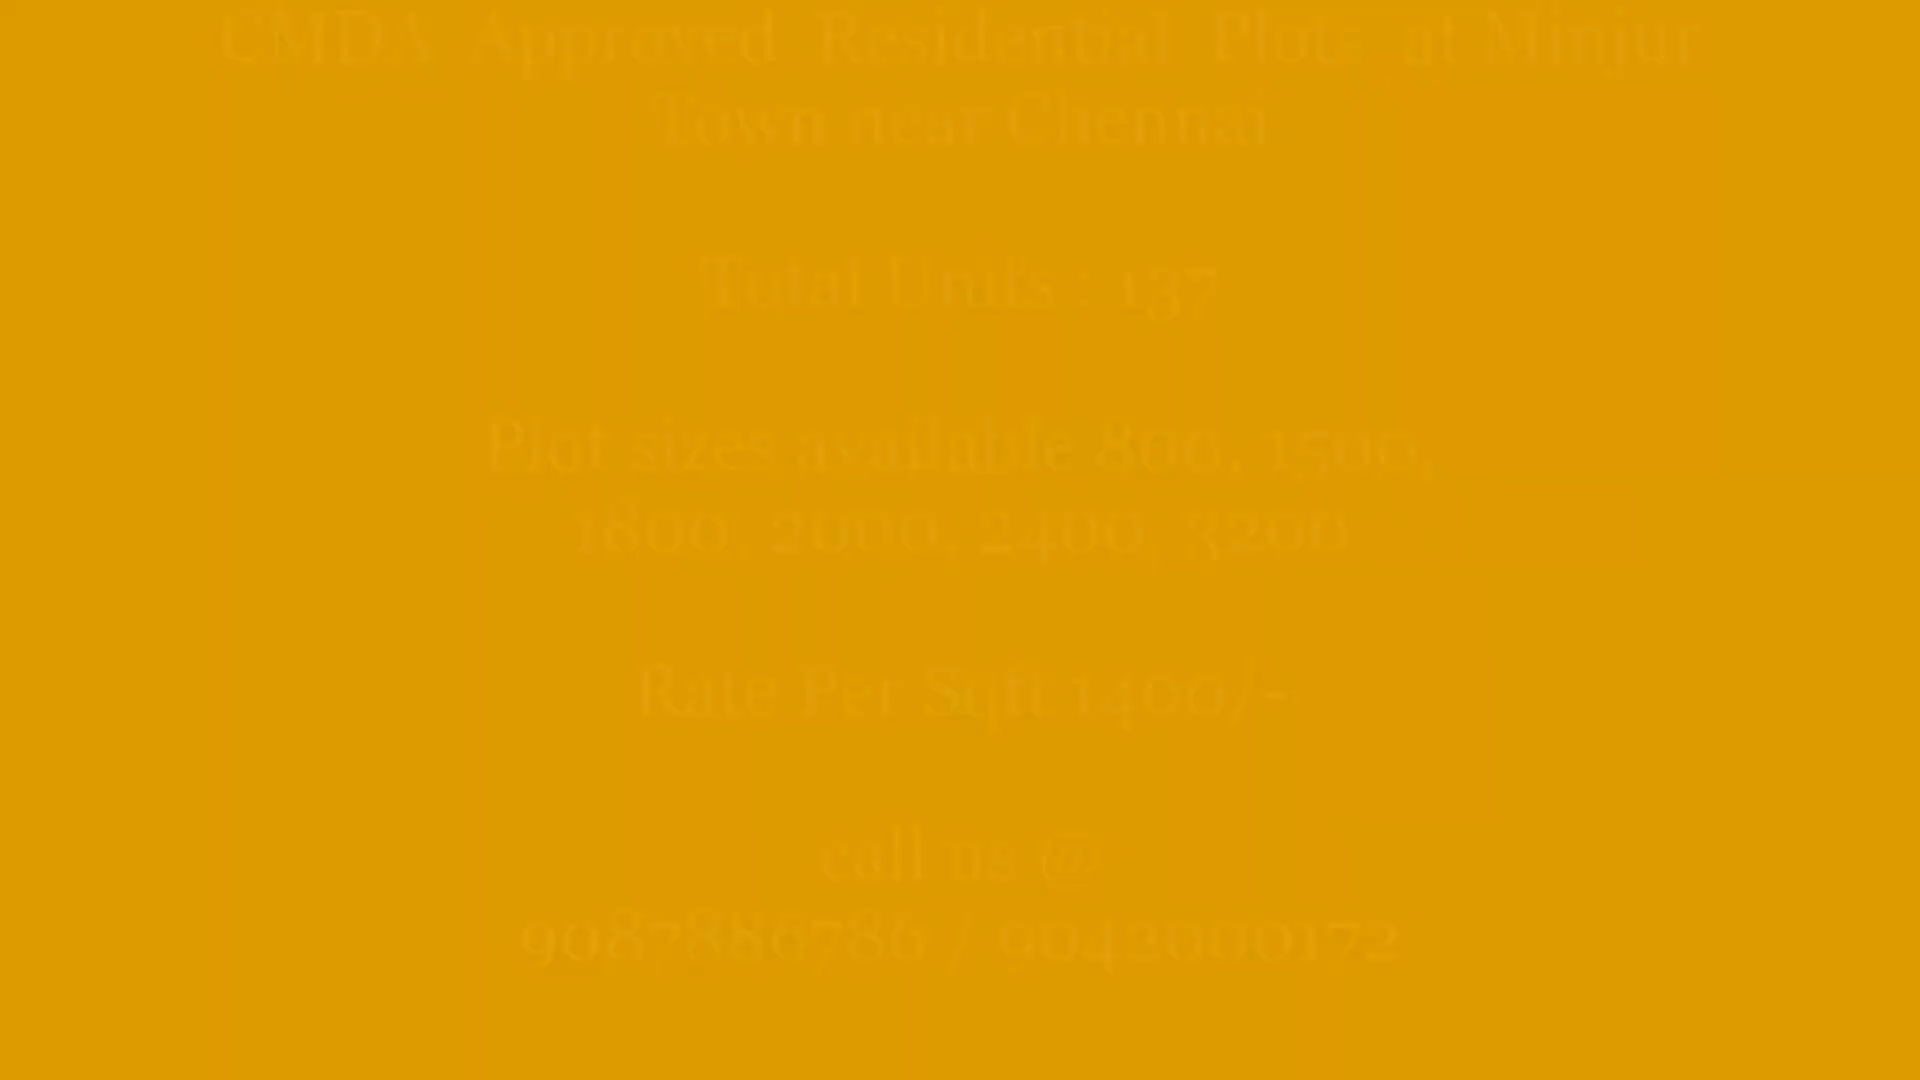 CMDA Approved Residential Plots at Minjur
Town near Chennai
Total Units : 137
Plot sizes available 800, 1500,
1800, 2000, 2400, 3200
Rate Per Sqft 1400/-
call us @
9087886786 / 9042000172